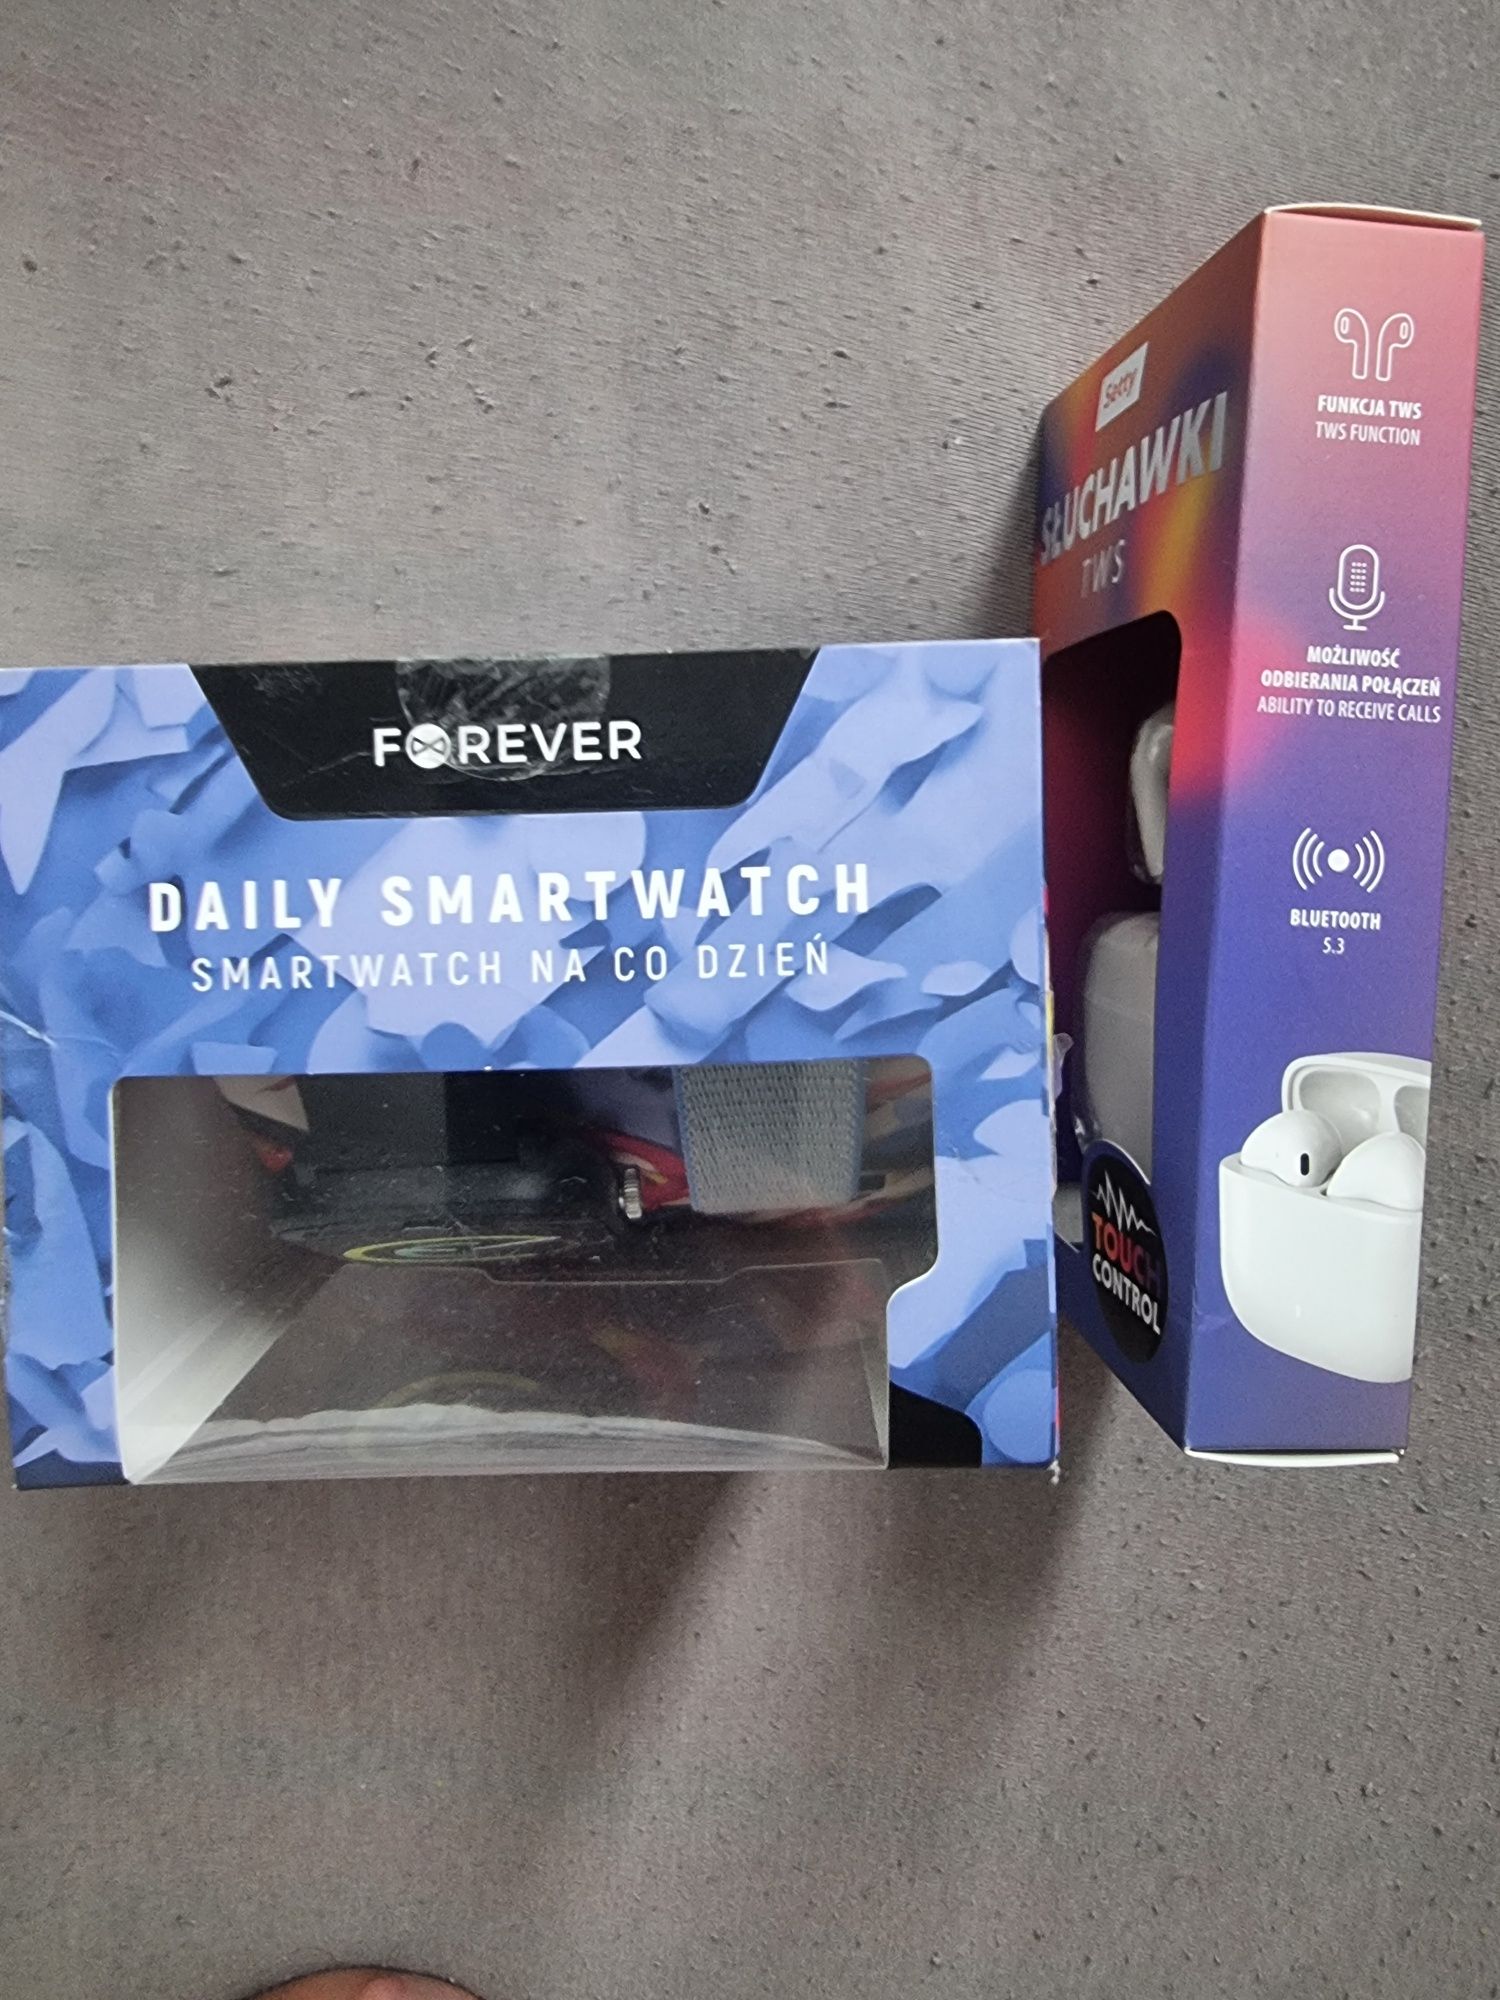 FOREVER
DAILY SMARTWATCH
SMARTWATCH NA CO DZIEŃ
Setty
SŁUCHAWKI
TWS
TOUCH
CONTROL
FUNKCJA TWS
TWS FUNCTION
MOŻLIWOŚĆ
ODBIERANIA POŁĄCZEŃ
ABILITY TO RECEIVE CALLS
BLUETOOTH
5.3